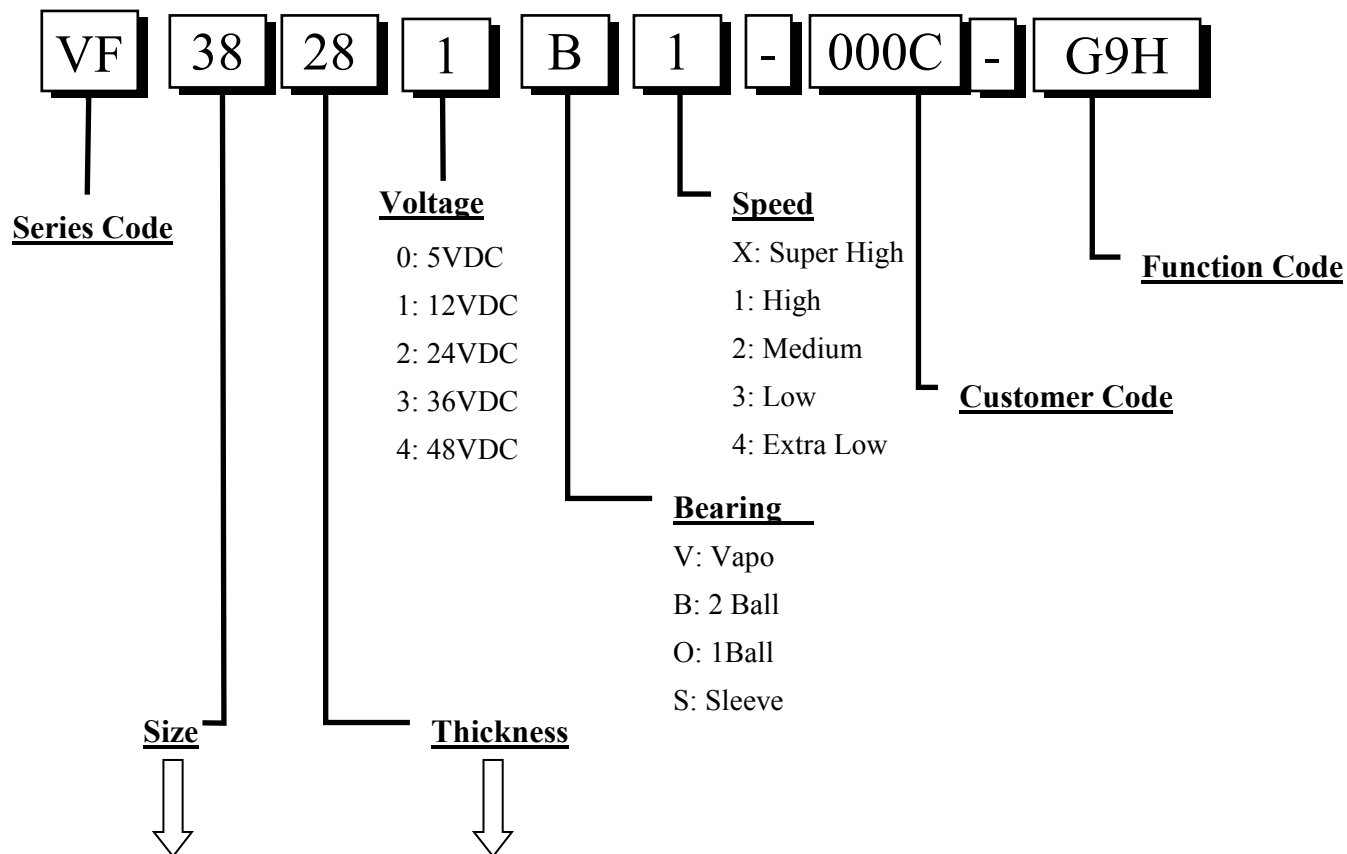 VF 38 28 1 B 1 - 000C - G9H
Series Code
Voltage
0: 5VDC
1: 12VDC
2: 24VDC
3: 36VDC
4: 48VDC
Speed
X: Super High
1: High
2: Medium
3: Low
4: Extra Low
Function Code
Customer Code
Bearing
V: Vapo
B: 2 Ball
O: 1Ball
S: Sleeve
Size
Thickness